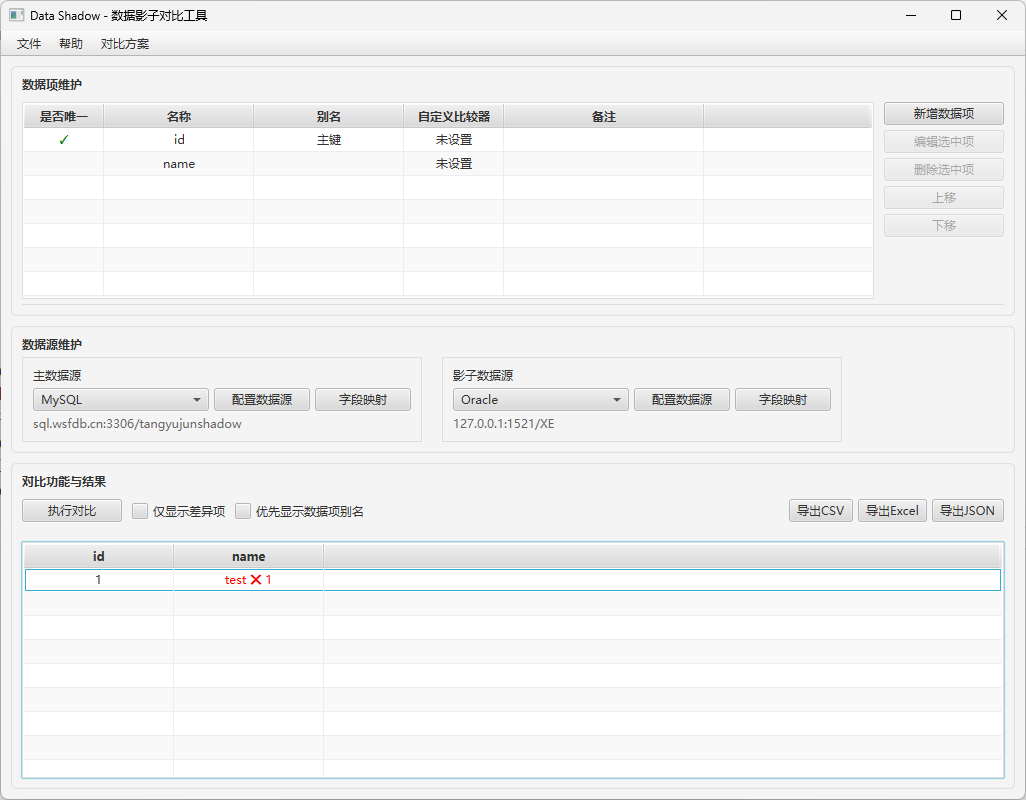 Data Shadow - 数据影子对比工具
文件 帮助 对比方案
数据项维护
是否唯一 名称 别名 自定义比较器 备注
✓ id 主键 未设置
name 未设置
新增数据项
编辑选中项
删除选中项
上移
下移
数据源维护
主数据源
MySQL 配置数据源 字段映射
sql.wsfdb.cn:3306/tangyujunshadow
影子数据源
Oracle 配置数据源 字段映射
127.0.0.1:1521/XE
对比功能与结果
执行对比 仅显示差异项 优先显示数据项别名 导出CSV 导出Excel 导出JSON
id name
1 test ❌ 1